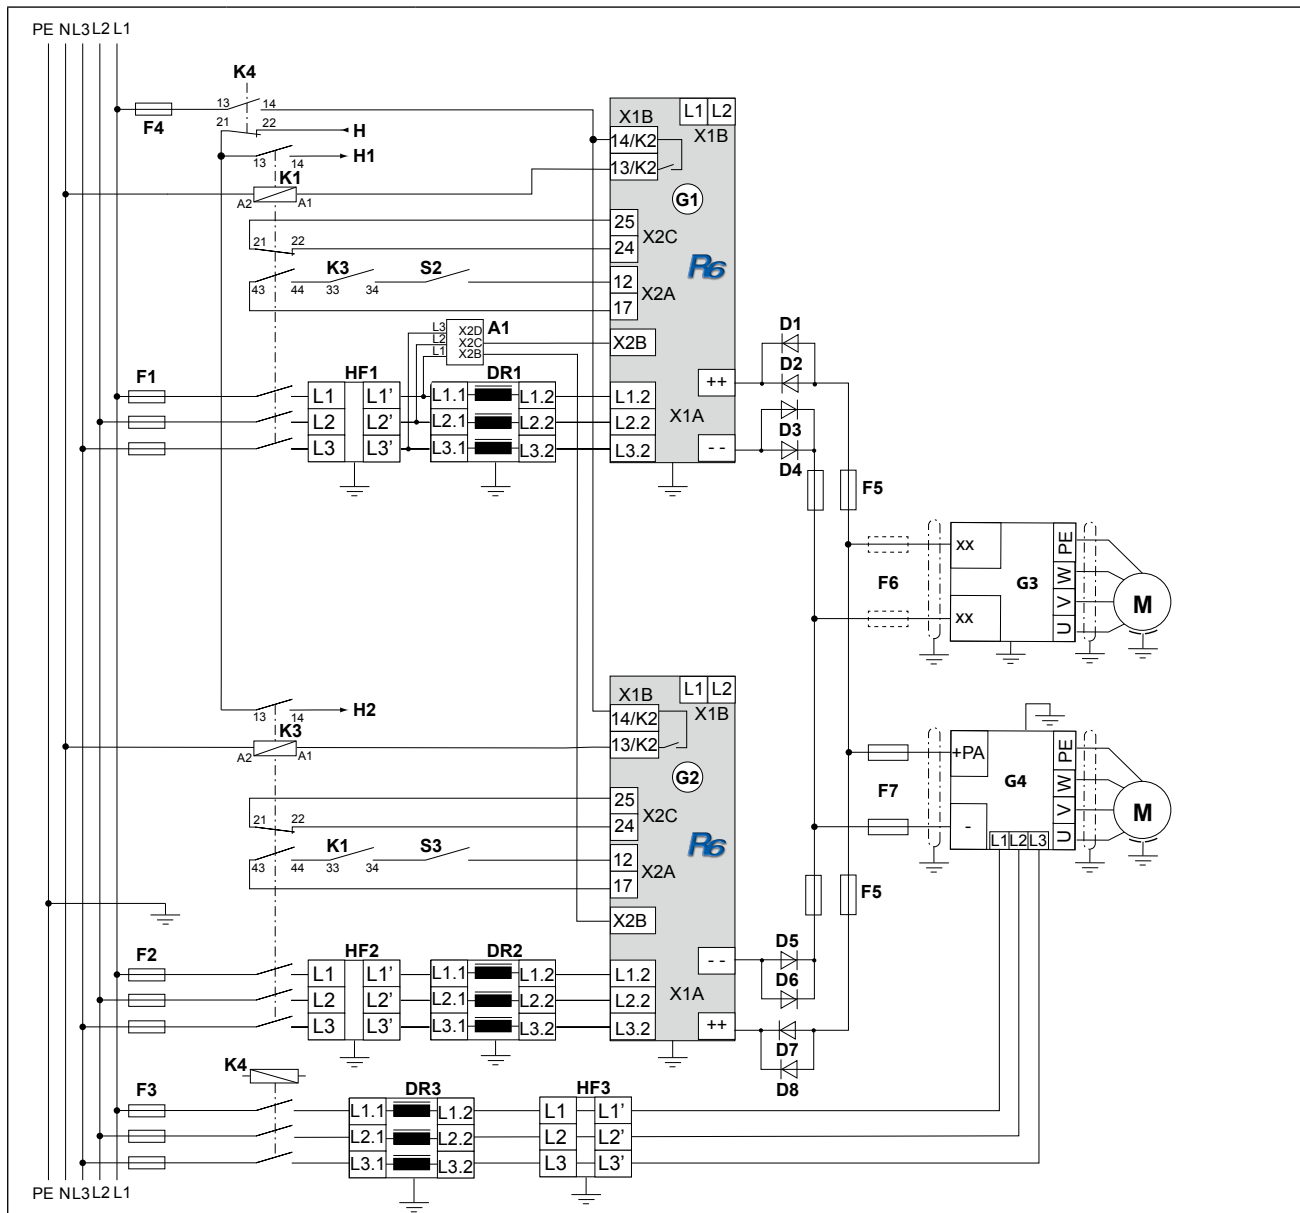 PE N L3 L2 L1
K4
13 14
F4
21 22
H
13 14
H1
K1
A2 A1
X1B
L1 L2
X1B
14/K2
13/K2
G1
25
24
X2C
21 22
R6
K3
S2
43 44 33 34
12
17
X2A
A1
L3 X2D
L2 X2C
L1 X2B
X2B
D1
D2
D3
D4
++
- -
F1
HF1
DR1
L1 L1' L1.1 L1.2 L1.2
L2 L2' L2.1 L2.2 L2.2
L3 L3' L3.1 L3.2 L3.2
X1A
F5
F6
xx
xx
G3
PE
W
V
U
M
13 14
H2
K3
A2 A1
X1B
L1 L2
X1B
14/K2
13/K2
G2
25
24
X2C
21 22
R6
K1
S3
43 44 33 34
12
17
X2A
X2B
F7
+PA
-
G4
L1 L2 L3
PE
W
V
U
M
F5
D5
D6
D7
D8
- -
++
F2
HF2
DR2
L1 L1' L1.1 L1.2 L1.2
L2 L2' L2.1 L2.2 L2.2
L3 L3' L3.1 L3.2 L3.2
X1A
K4
F3
DR3
HF3
L1.1 L1.2 L1 L1'
L2.1 L2.2 L2 L2'
L3.1 L3.2 L3 L3'
PE N L3 L2 L1